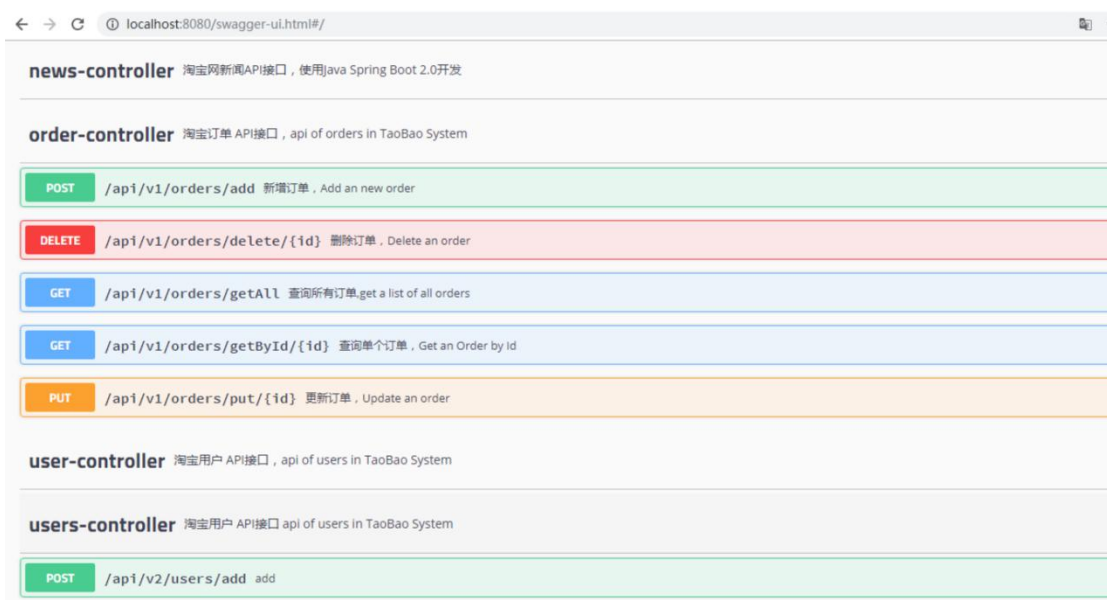 localhost:8080/swagger-ui.html#/
news-controller 淘宝网新闻API接口，使用Java Spring Boot 2.0开发
order-controller 淘宝订单 API接口，api of orders in TaoBao System
POST /api/v1/orders/add 新增订单，Add an new order
DELETE /api/v1/orders/delete/{id} 删除订单，Delete an order
GET /api/v1/orders/getAll 查询所有订单,get a list of all orders
GET /api/v1/orders/getById/{id} 查询单个订单，Get an Order by Id
PUT /api/v1/orders/put/{id} 更新订单，Update an order
user-controller 淘宝用户 API接口，api of users in TaoBao System
users-controller 淘宝用户 API接口 api of users in TaoBao System
POST /api/v2/users/add add